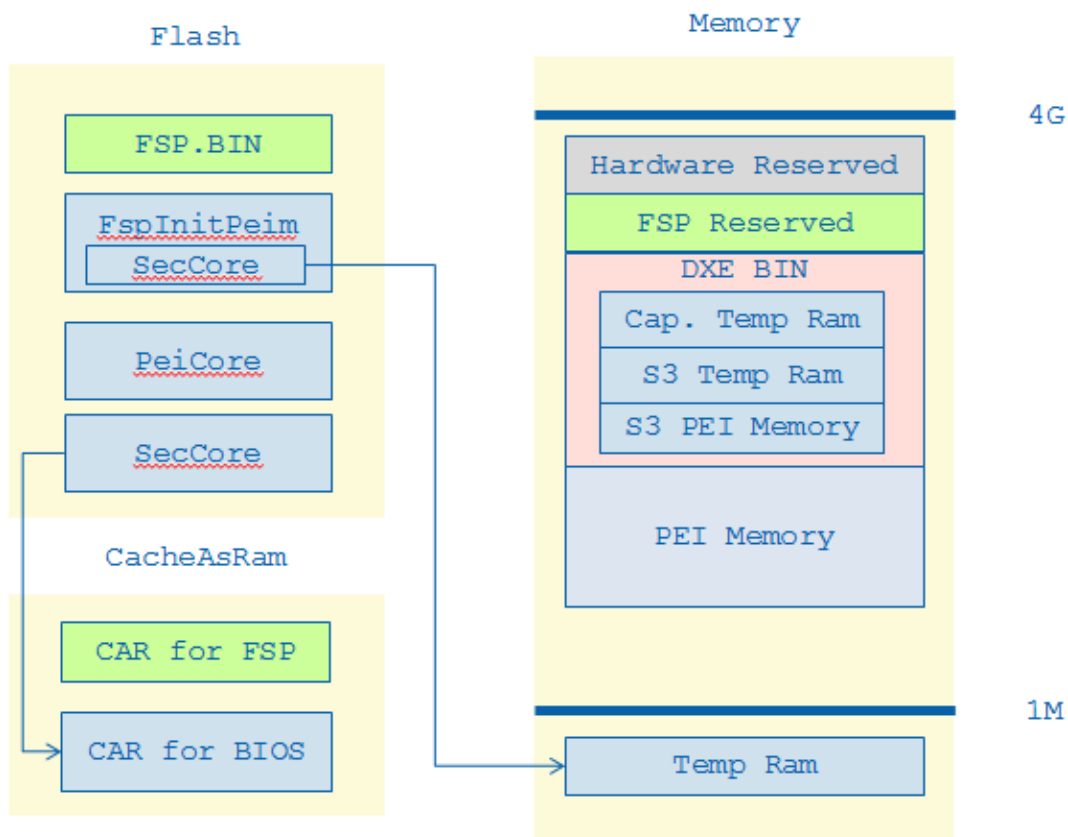 Flash
FSP.BIN
FspInitPeim
SecCore
PeiCore
SecCore
CacheAsRam
CAR for FSP
CAR for BIOS
Memory
4G
Hardware Reserved
FSP Reserved
DXE BIN
Cap. Temp Ram
S3 Temp Ram
S3 PEI Memory
PEI Memory
1M
Temp Ram